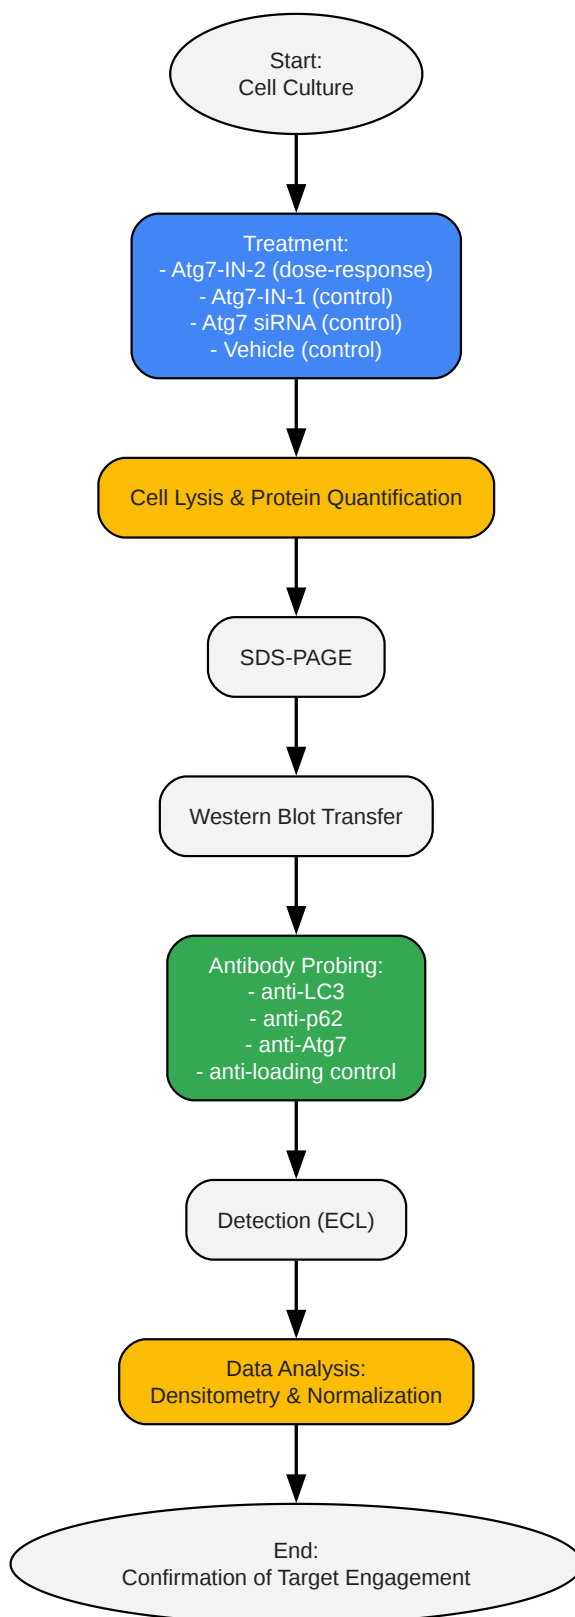 Start:
Cell Culture
Treatment:
- Atg7-IN-2 (dose-response)
- Atg7-IN-1 (control)
- Atg7 siRNA (control)
- Vehicle (control)
Cell Lysis & Protein Quantification
SDS-PAGE
Western Blot Transfer
Antibody Probing:
- anti-LC3
- anti-p62
- anti-Atg7
- anti-loading control
Detection (ECL)
Data Analysis:
Densitometry & Normalization
End:
Confirmation of Target Engagement